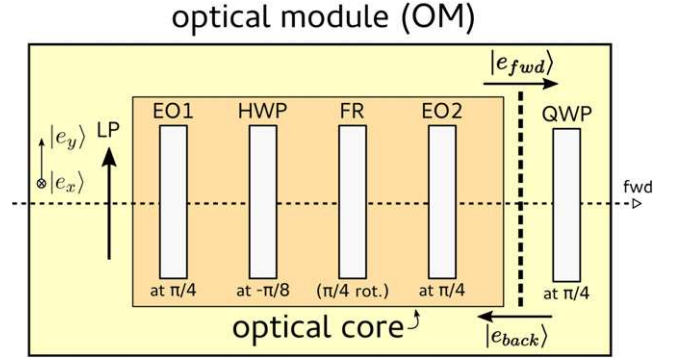 optical module (OM)
|e_fwd⟩
EO1 HWP FR EO2 QWP
LP
|e_y⟩
|e_x⟩
fwd
at π/4 at -π/8 (π/4 rot.) at π/4 at π/4
optical core
|e_back⟩